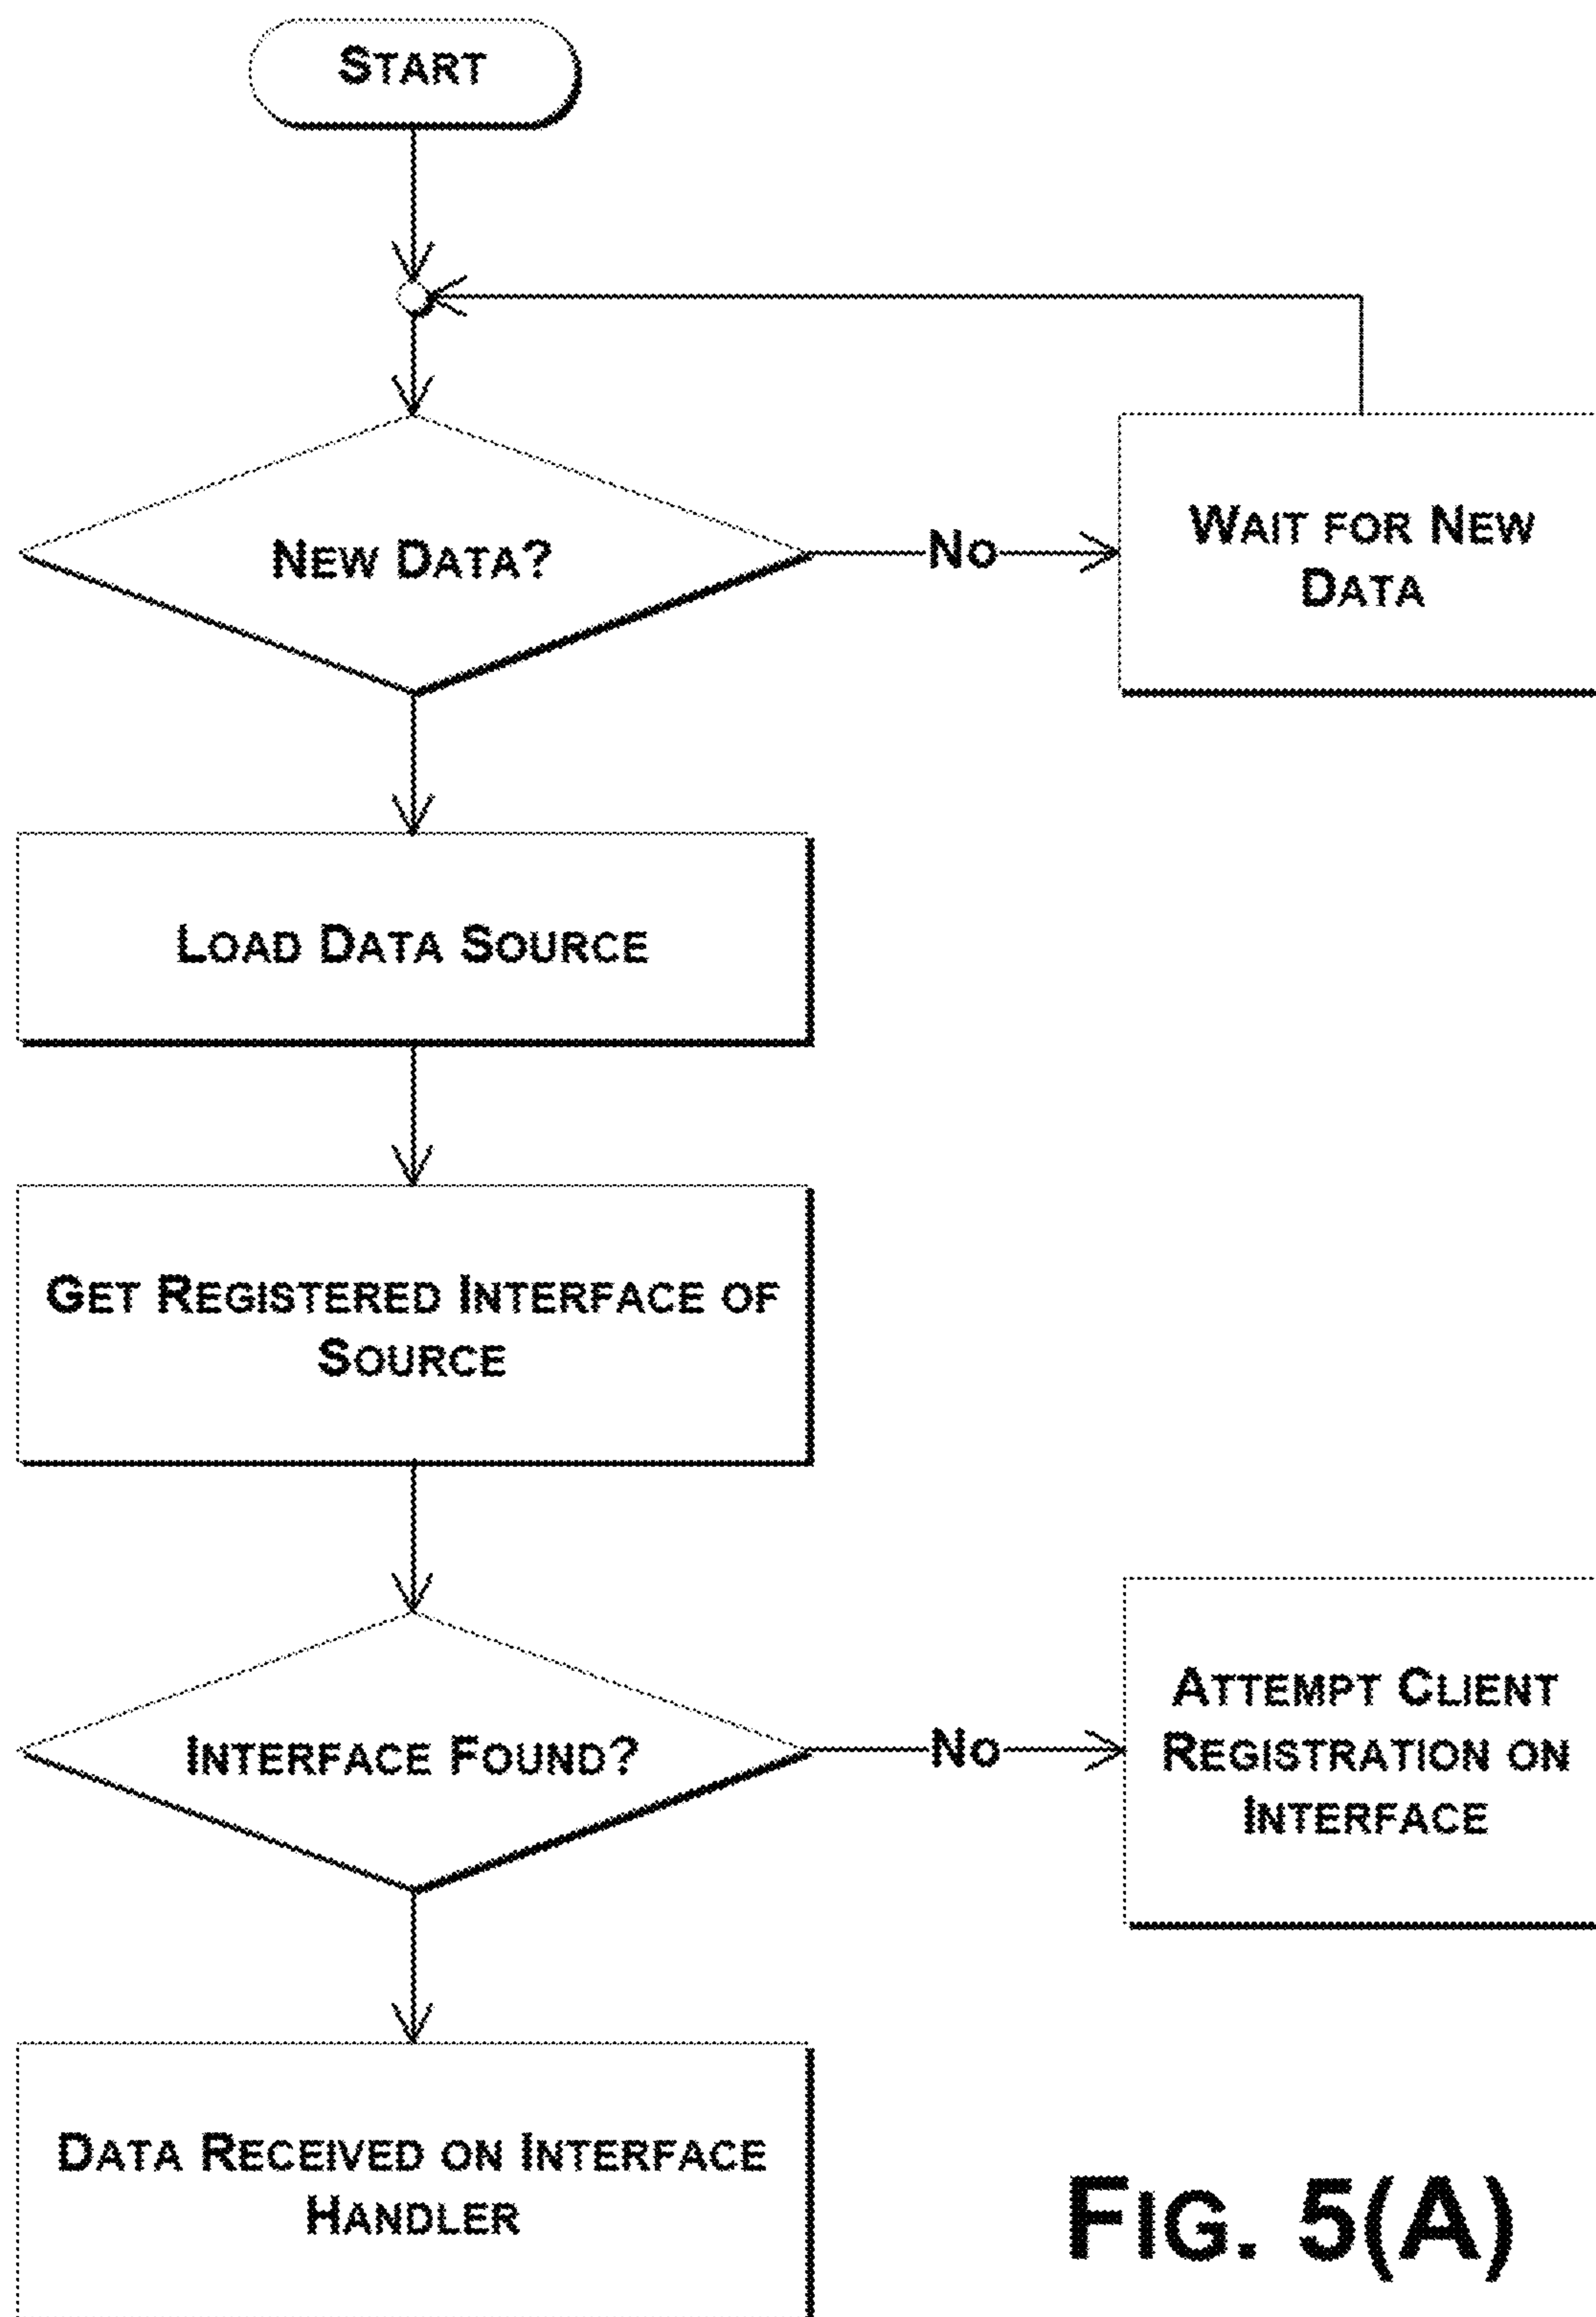 START
NEW DATA?
No
WAIT FOR NEW
DATA
LOAD DATA SOURCE
GET REGISTERED INTERFACE OF
SOURCE
INTERFACE FOUND?
No
ATTEMPT CLIENT
REGISTRATION ON
INTERFACE
DATA RECEIVED ON INTERFACE
HANDLER
FIG. 5(A)